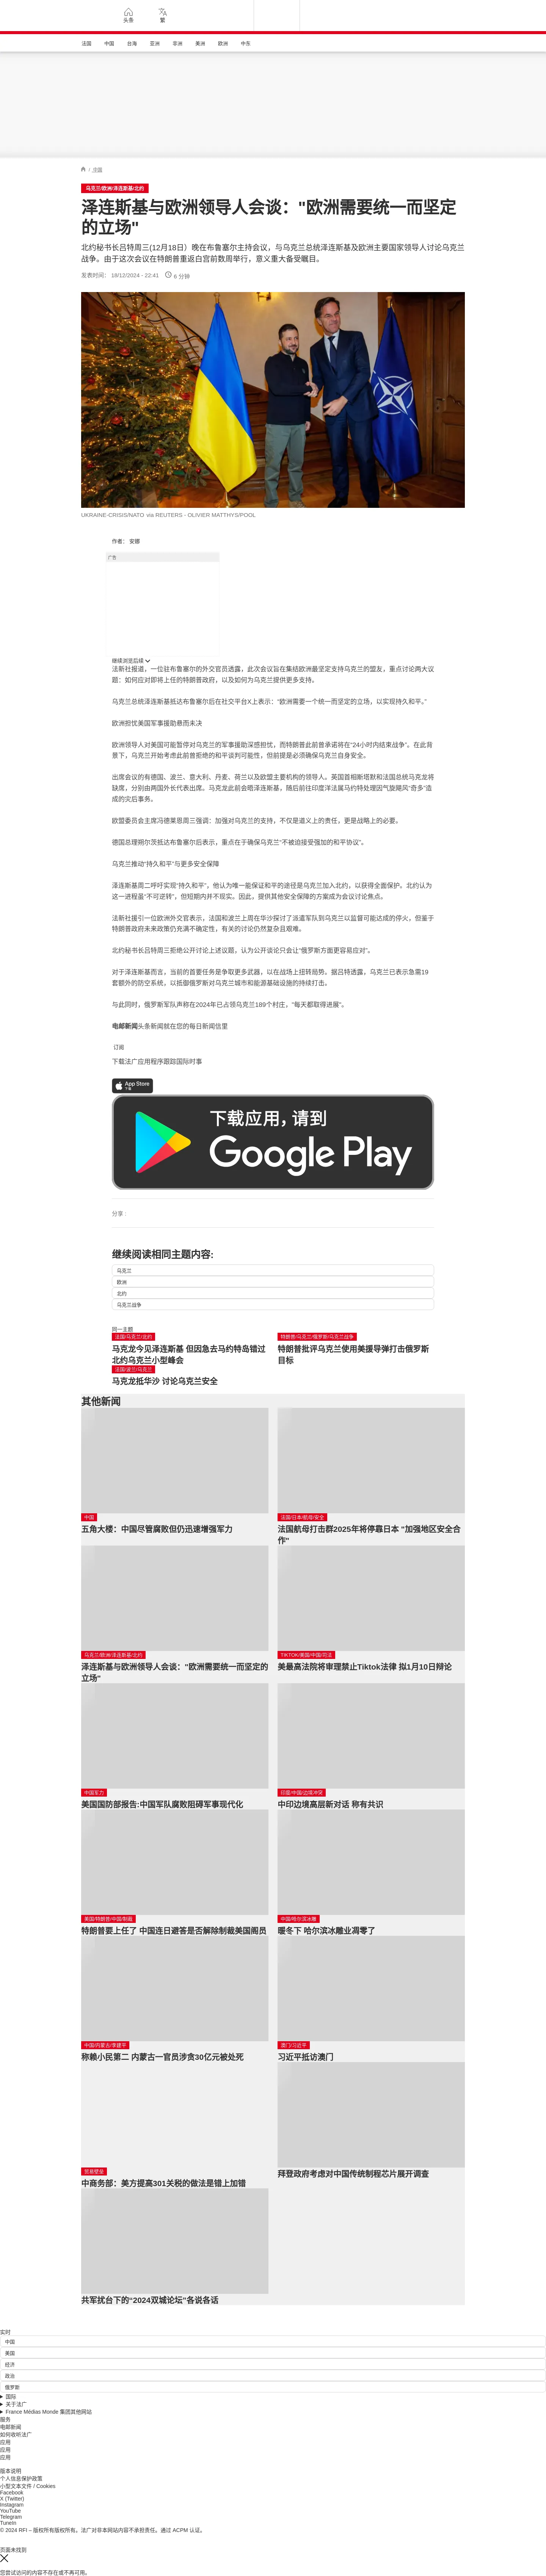 头条
繁
法国 中国 台海 亚洲 非洲 美洲 欧洲 中东
/ 北面
乌克兰/欧洲/泽连斯基/北约
泽连斯基与欧洲领导人会谈："欧洲需要统一而坚定
的立场"
北约秘书长吕特周三(12月18日）晚在布鲁塞尔主持会议，与乌克兰总统泽连斯基及欧洲主要国家领导人讨论乌克兰
战争。由于这次会议在特朗普重返白宫前数周举行，意义重大备受瞩目。
发表时间： 18/12/2024 - 22:41 6 分钟
UKRAINE-CRISIS/NATO via REUTERS - OLIVIER MATTHYS/POOL
作者： 安娜
广告
继续浏览后续
法新社报道，一位驻布鲁塞尔的外交官员透露，此次会议旨在集结欧洲最坚定支持乌克兰的盟友，重点讨论两大议
题：如何应对即将上任的特朗普政府，以及如何为乌克兰提供更多支持。
乌克兰总统泽连斯基抵达布鲁塞尔后在社交平台X上表示："欧洲需要一个统一而坚定的立场，以实现持久和平。"
欧洲担忧美国军事援助悬而未决
欧洲领导人对美国可能暂停对乌克兰的军事援助深感担忧，而特朗普此前曾承诺将在"24小时内结束战争"。在此背
景下，乌克兰开始考虑此前曾拒绝的和平谈判可能性，但前提是必须确保乌克兰自身安全。
出席会议的有德国、波兰、意大利、丹麦、荷兰以及欧盟主要机构的领导人。英国首相斯塔默和法国总统马克龙将
缺席，分别由两国外长代表出席。马克龙此前会晤泽连斯基，随后前往印度洋法属马约特处理因气旋飓风"奇多"造
成的灾后事务。
欧盟委员会主席冯德莱恩周三强调：加强对乌克兰的支持，不仅是道义上的责任，更是战略上的必要。
德国总理朔尔茨抵达布鲁塞尔后表示，重点在于确保乌克兰"不被迫接受强加的和平协议"。
乌克兰推动"持久和平"与更多安全保障
泽连斯基周二呼吁实现"持久和平"，他认为唯一能保证和平的途径是乌克兰加入北约，以获得全面保护。北约认为
这一进程虽"不可逆转"，但短期内并不现实。因此，提供其他安全保障的方案成为会议讨论焦点。
法新社援引一位欧洲外交官表示，法国和波兰上周在华沙探讨了派遣军队到乌克兰以监督可能达成的停火，但鉴于
特朗普政府未来政策仍充满不确定性，有关的讨论仍然复杂且艰难。
北约秘书长吕特周三拒绝公开讨论上述议题，认为公开谈论只会让"俄罗斯方面更容易应对"。
对于泽连斯基而言，当前的首要任务是争取更多武器，以在战场上扭转局势。据吕特透露，乌克兰已表示急需19
套额外的防空系统，以抵御俄罗斯对乌克兰城市和能源基础设施的持续打击。
与此同时，俄罗斯军队声称在2024年已占领乌克兰189个村庄，"每天都取得进展"。
电邮新闻头条新闻就在您的每日新闻信里
订阅
下载法广应用程序跟踪国际时事
App Store
下载
下载应用，请到
Google Play
分享 :
继续阅读相同主题内容:
乌克兰
欧洲
北约
乌克兰战争
同一主题
法国/乌克兰/北约
马克龙今见泽连斯基 但因急去马约特岛错过
北约乌克兰小型峰会
特朗普/乌克兰/俄罗斯/乌克兰战争
特朗普批评乌克兰使用美援导弹打击俄罗斯
目标
法国/波兰/乌克兰
马克龙抵华沙 讨论乌克兰安全
其他新闻
中国
五角大楼：中国尽管腐败但仍迅速增强军力
法国/日本/航母/安全
法国航母打击群2025年将停靠日本 "加强地区安全合
作"
乌克兰/欧洲/泽连斯基/北约
泽连斯基与欧洲领导人会谈："欧洲需要统一而坚定的
立场"
TIKTOK/美国/中国/司法
美最高法院将审理禁止Tiktok法律 拟1月10日辩论
中国军力
美国国防部报告:中国军队腐败阻碍军事现代化
印度/中国/边境冲突
中印边境高层新对话 称有共识
美国/特朗普/中国/制裁
特朗普要上任了 中国连日避答是否解除制裁美国阁员
中国/哈尔滨冰雕
暖冬下 哈尔滨冰雕业凋零了
中国/内蒙古/李建平
称赖小民第二 内蒙古一官员涉贪30亿元被处死
澳门/习近平
习近平抵访澳门
贸易壁垒
中商务部：美方提高301关税的做法是错上加错
拜登政府考虑对中国传统制程芯片展开调查
共军扰台下的“2024双城论坛”各说各话
实时
中国
美国
经济
政治
俄罗斯
国际
关于法广
France Médias Monde 集团其他网站
服务
电邮新闻
如何收听法广
应用
应用
应用
版本说明
个人信息保护政策
小型文本文件 / Cookies
Facebook
X (Twitter)
Instagram
YouTube
Telegram
TuneIn
© 2024 RFI – 版权所有版权所有。法广对非本网站内容不承担责任。通过 ACPM 认证。
页面未找到
您尝试访问的内容不存在或不再可用。